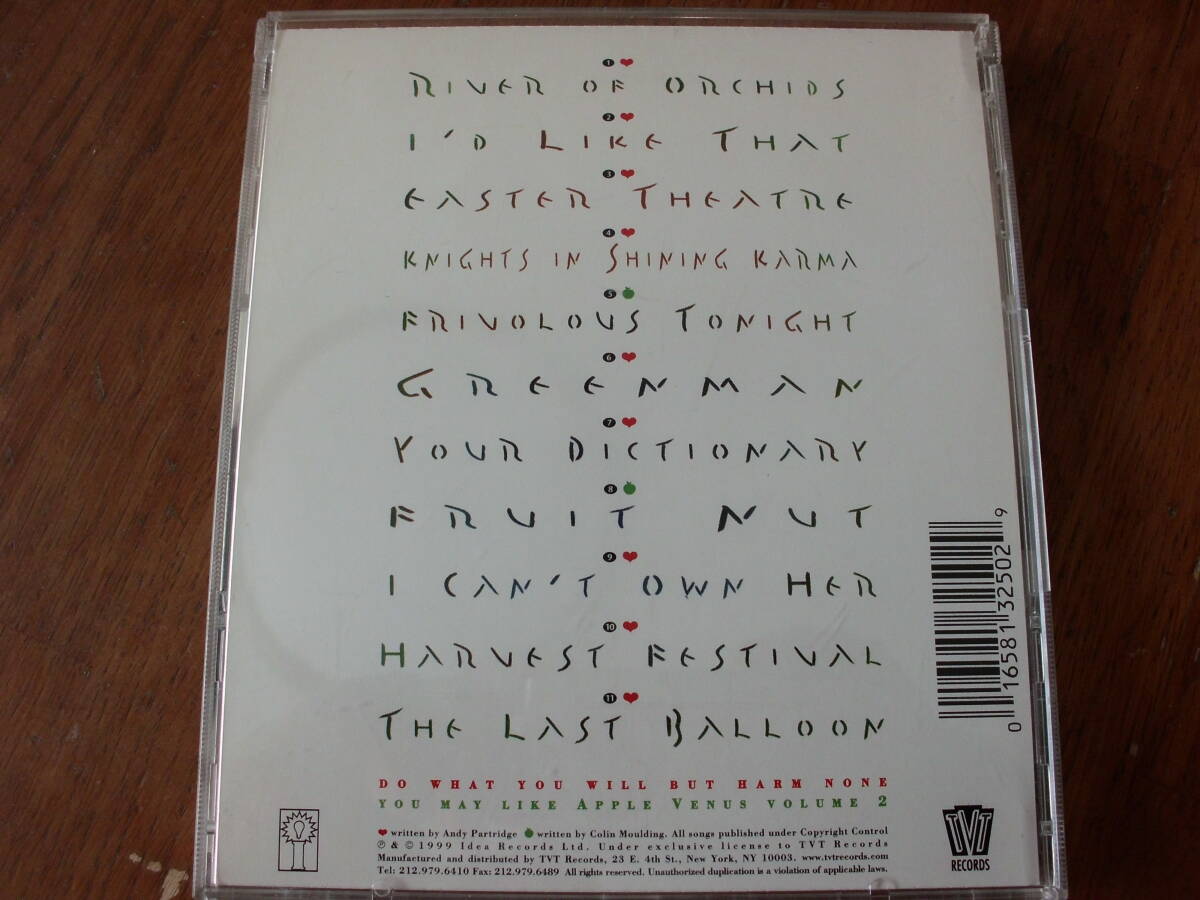 1
RIVER OF ORCHIDS
2
I'D LIKE THAT
3
EASTER THEATRE
4
KNIGHTS IN SHINING KARMA
5
FRIVOLOUS TONIGHT
6
GREENMAN
7
YOUR DICTIONARY
8
FRUIT NUT
9
I CAN'T OWN HER
10
HARVEST FESTIVAL
11
THE LAST BALLOON
DO WHAT YOU WILL BUT HARM NONE
YOU MAY LIKE APPLE VENUS VOLUME 2
written by Andy Partridge written by Colin Moulding. All songs published under Copyright Control
℗ & © 1999 Idea Records Ltd. Under exclusive license to TVT Records
Manufactured and distributed by TVT Records, 23 E. 4th St., New York, NY 10003. www.tvtrecords.com
Tel: 212.979.6410 Fax: 212.979.6489 All rights reserved. Unauthorized duplication is a violation of applicable laws.
0 16581 32502 9
TVT
RECORDS